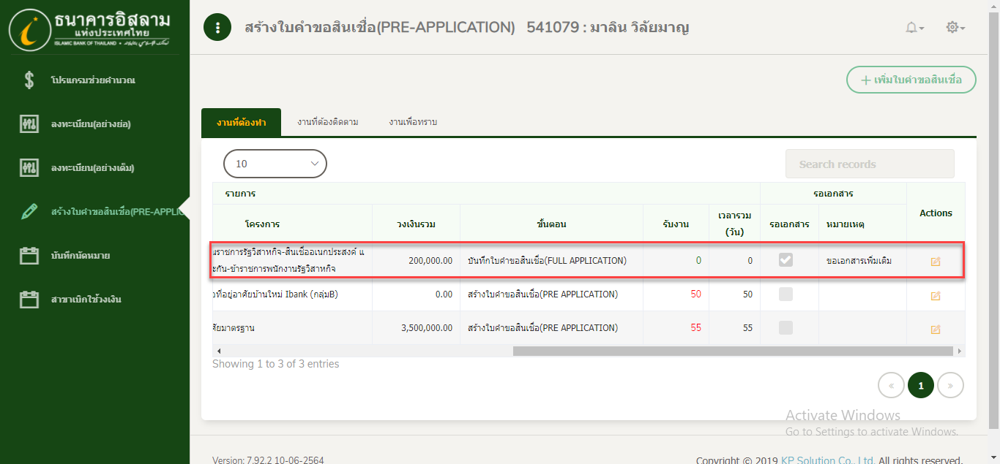 ธนาคารอิสลาม
แห่งประเทศไทย
ISLAMIC BANK OF THAILAND
สร้างใบคำขอสินเชื่อ(PRE-APPLICATION) 541079 : มาลิน วิลัยมาญ
โปรแกรมช่วยคำนวณ
ลงทะเบียน(อย่างย่อ)
ลงทะเบียน(อย่างเต็ม)
สร้างใบคำขอสินเชื่อ(PRE-APPLIC
บันทึกนัดหมาย
สาขาเบิกใช้วงเงิน
+ เพิ่มใบคำขอสินเชื่อ
งานที่ต้องทำ งานที่ต้องติดตาม งานเพื่อทราบ
10 Search records
รายการ รอเอกสาร Actions
โครงการ วงเงินรวม ขั้นตอน รับงาน เวลารวม (วัน) รอเอกสาร หมายเหตุ
นราชการรัฐวิสาหกิจ-สินเชื่ออเนกประสงค์ แ
ะกัน-ข้าราชการพนักงานรัฐวิสาหกิจ 200,000.00 บันทึกใบคำขอสินเชื่อ(FULL APPLICATION) 0 0 ขอเอกสารเพิ่มเติม
อที่อยู่อาศัยบ้านใหม่ Ibank (กลุ่มB) 0.00 สร้างใบคำขอสินเชื่อ(PRE APPLICATION) 50 50
ศัยมาตรฐาน 3,500,000.00 สร้างใบคำขอสินเชื่อ(PRE APPLICATION) 55 55
Showing 1 to 3 of 3 entries
« 1 »
Activate Windows
Go to Settings to activate Windows.
Version: 7.92.2 10-06-2564 Copyright © 2019 KP Solution Co., Ltd. All rights reserved.